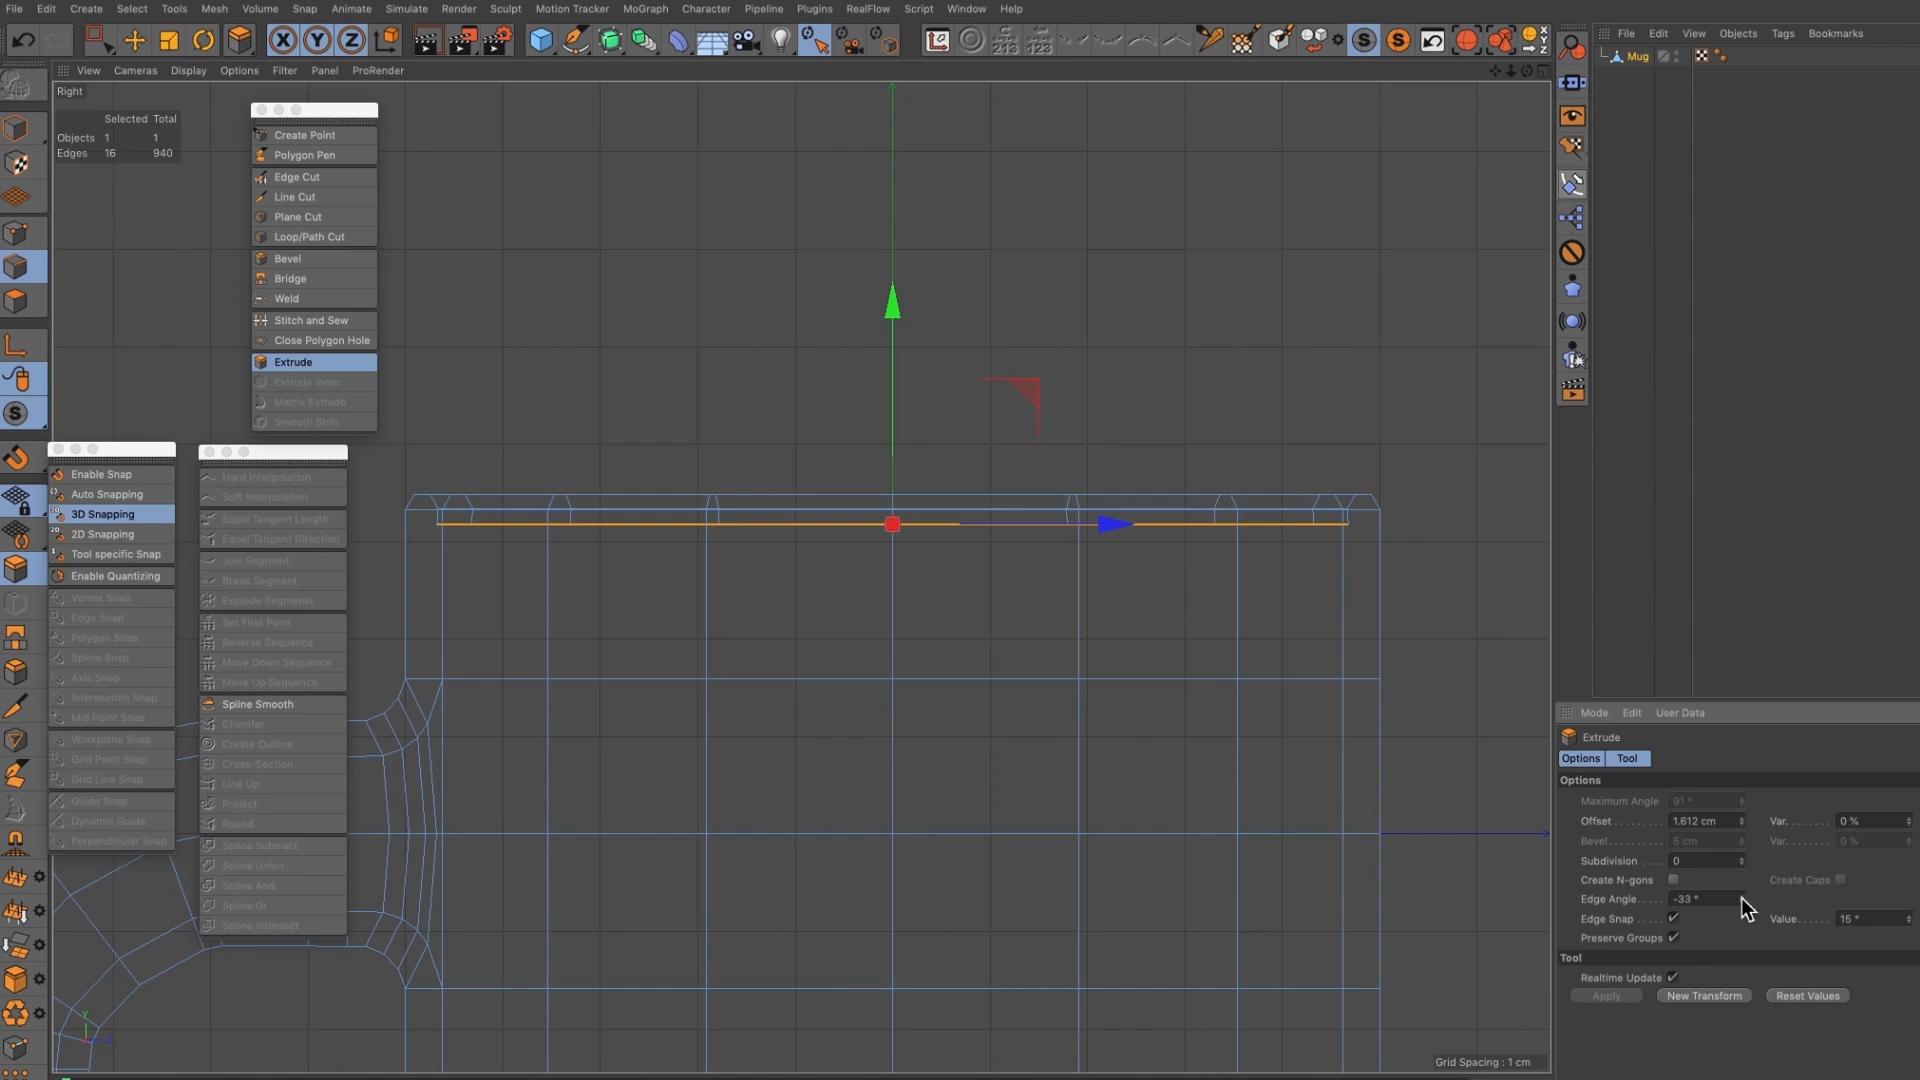 File Edit Create Select Tools Mesh Volume Snap Animate Simulate Render Sculpt Motion Tracker MoGraph Character Pipeline Plugins RealFlow Script Window Help
File Edit View Objects Tags Bookmarks
Mug
View Cameras Display Options Filter Panel ProRender
Right
Selected Total
Objects 1 1
Edges 16 940
Create Point
Polygon Pen
Edge Cut
Line Cut
Plane Cut
Loop/Path Cut
Bevel
Bridge
Weld
Stitch and Sew
Close Polygon Hole
Extrude
Extrude Inner
Matrix Extrude
Smooth Shift
Enable Snap
Auto Snapping
3D Snapping
2D Snapping
Tool specific Snap
Enable Quantizing
Vertex Snap
Edge Snap
Polygon Snap
Spline Snap
Axis Snap
Intersection Snap
Mid Point Snap
Workplane Snap
Grid Point Snap
Grid Line Snap
Guide Snap
Dynamic Guide
Perpendicular Snap
Hard Interpolation
Soft Interpolation
Equal Tangent Length
Equal Tangent Direction
Join Segment
Break Segment
Explode Segments
Set First Point
Reverse Sequence
Move Down Sequence
Move Up Sequence
Spline Smooth
Chamfer
Create Outline
Cross-Section
Line Up
Project
Round
Spline Subtract
Spline Union
Spline And
Spline Or
Spline Intersect
Y
Z
Grid Spacing : 1 cm
Mode Edit User Data
Extrude
Options Tool
Options
Maximum Angle 91 °
Offset 1.612 cm Var. 0 %
Bevel 5 cm Var. 0 %
Subdivision 0
Create N-gons Create Caps
Edge Angle -33 °
Edge Snap Value 15 °
Preserve Groups
Tool
Realtime Update
Apply New Transform Reset Values